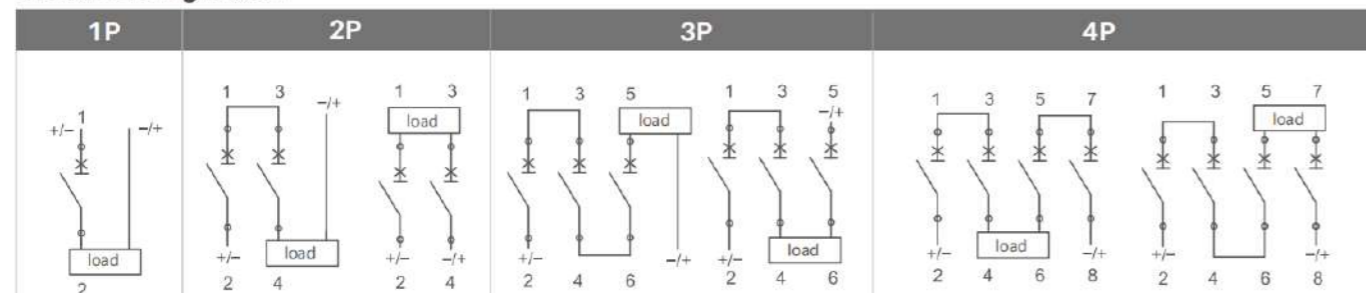 1P 2P 3P 4P
1
+/- -/+
load
2
1 3 -/+
load
+/- 
2 4
1 3
load
+/- -/+
2 4
1 3 5
load
+/- -/+
2 4 6
1 3 5
-/+
load
+/-
2 4 6
1 3 5 7
load
+/- -/+
2 4 6 8
1 3 5 7
load
+/- -/+
2 4 6 8